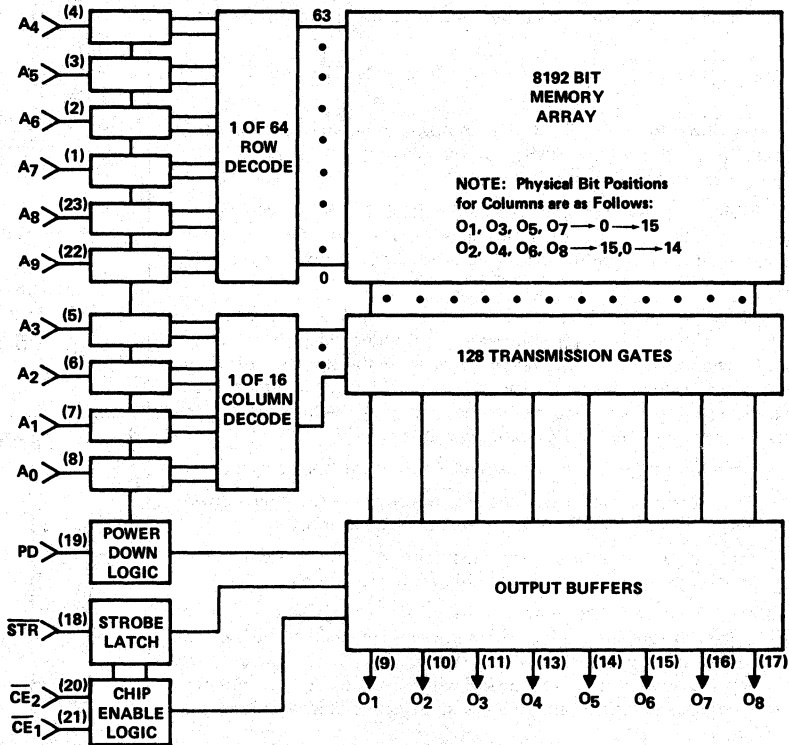 A4 (4)
A5 (3)
A6 (2)
A7 (1)
A8 (23)
A9 (22)
A3 (5)
A2 (6)
A1 (7)
A0 (8)
1 OF 64
ROW
DECODE
63
0
8192 BIT
MEMORY
ARRAY
NOTE: Physical Bit Positions
for Columns are as Follows:
O1, O3, O5, O7 → 0 → 15
O2, O4, O6, O8 → 15,0 → 14
1 OF 16
COLUMN
DECODE
128 TRANSMISSION GATES
PD (19)
POWER
DOWN
LOGIC
S̅T̅R̅ (18)
STROBE
LATCH
C̅E̅2 (20)
C̅E̅1 (21)
CHIP
ENABLE
LOGIC
OUTPUT BUFFERS
(9) (10) (11) (13) (14) (15) (16) (17)
O1 O2 O3 O4 O5 O6 O7 O8